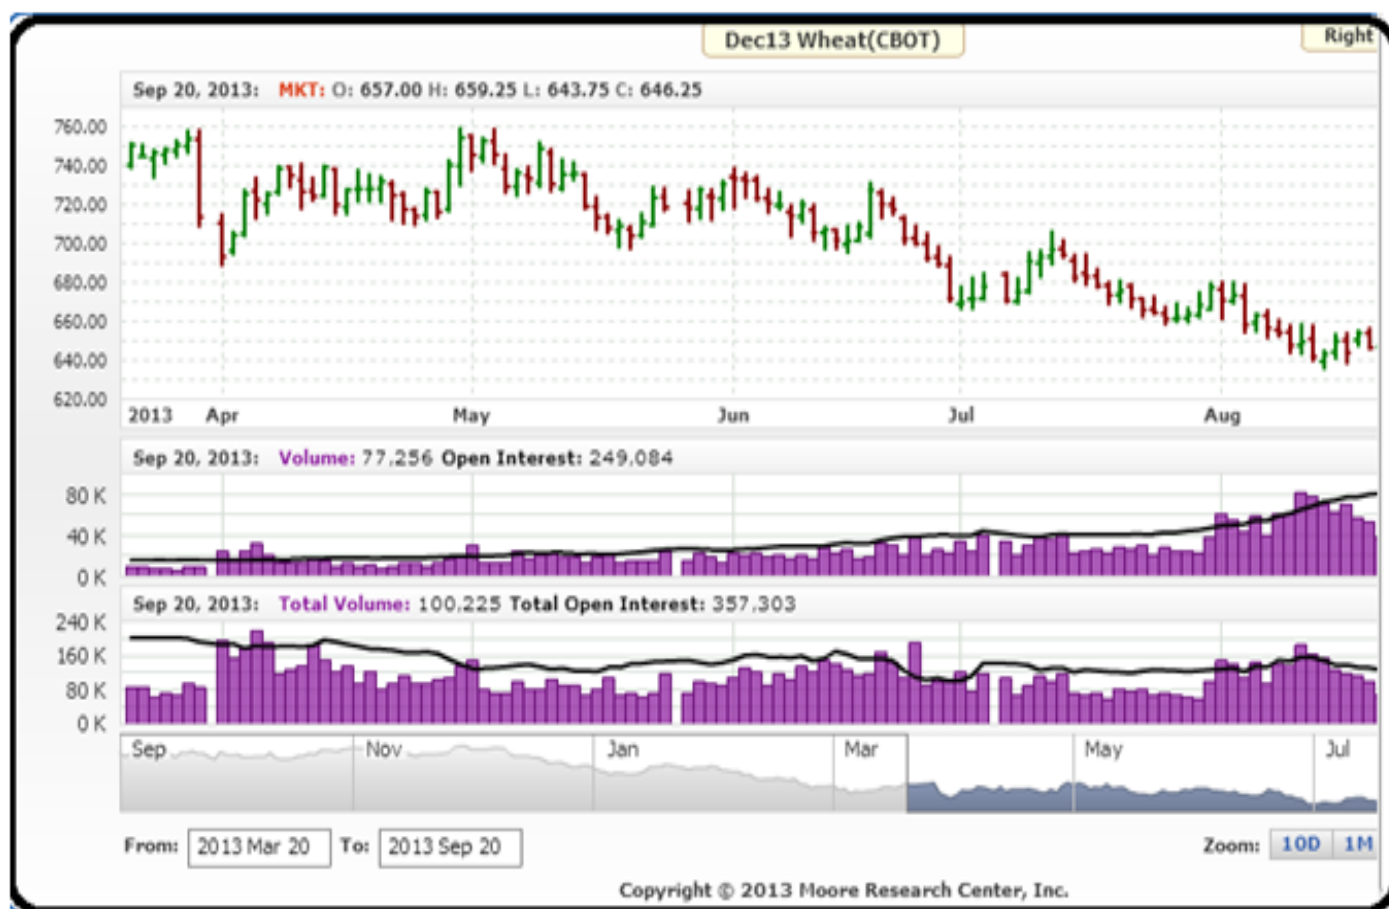 Dec13 Wheat(CBOT)
Right
Sep 20, 2013: MKT: O: 657.00 H: 659.25 L: 643.75 C: 646.25
760.00
740.00
720.00
700.00
680.00
660.00
640.00
620.00
2013 Apr May Jun Jul Aug
Sep 20, 2013: Volume: 77,256 Open Interest: 249,084
80 K
40 K
0 K
Sep 20, 2013: Total Volume: 100,225 Total Open Interest: 357,303
240 K
160 K
80 K
0 K
Sep Nov Jan Mar May Jul
From: 2013 Mar 20 To: 2013 Sep 20 Zoom: 10D 1M
Copyright © 2013 Moore Research Center, Inc.